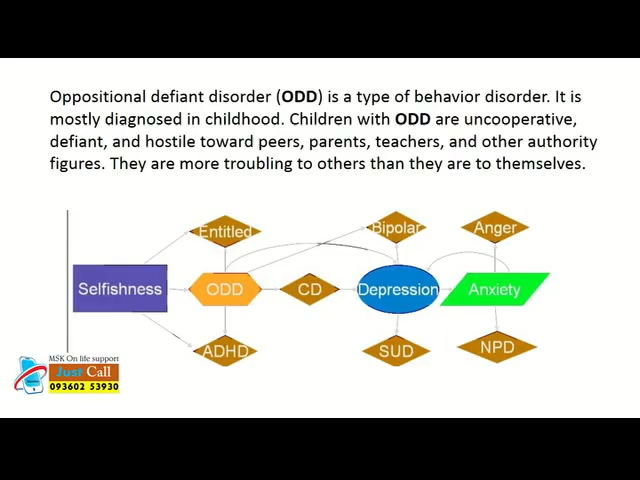 Oppositional defiant disorder (ODD) is a type of behavior disorder. It is
mostly diagnosed in childhood. Children with ODD are uncooperative,
defiant, and hostile toward peers, parents, teachers, and other authority
figures. They are more troubling to others than they are to themselves.
Entitled
Bipolar
Anger
Selfishness
ODD
CD
Depression
Anxiety
ADHD
SUD
NPD
MSK On life support
Just Call
093602 53930